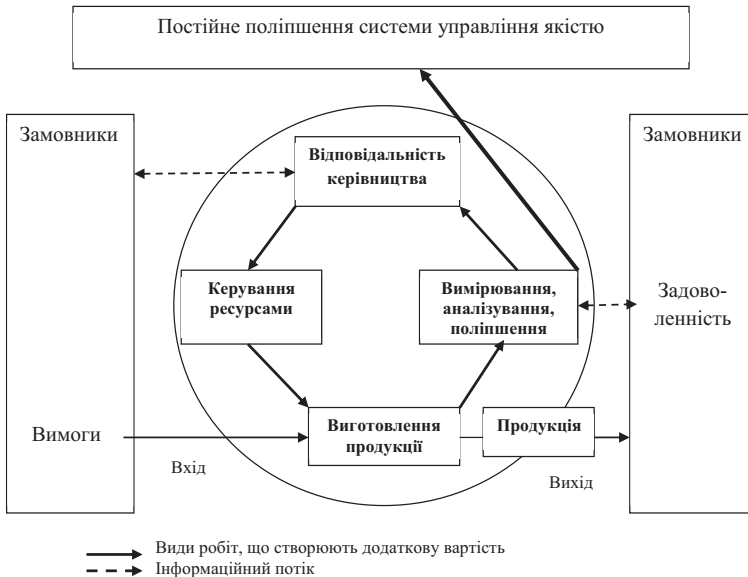 Постійне поліпшення системи управління якістю
Замовники
Замовники
Відповідальність
керівництва
Керування
ресурсами
Вимірювання,
аналізування,
поліпшення
Задово-
леність
Вимоги
Виготовлення
продукції
Продукція
Вхід
Вихід
Види робіт, що створюють додаткову вартість
Інформаційний потік